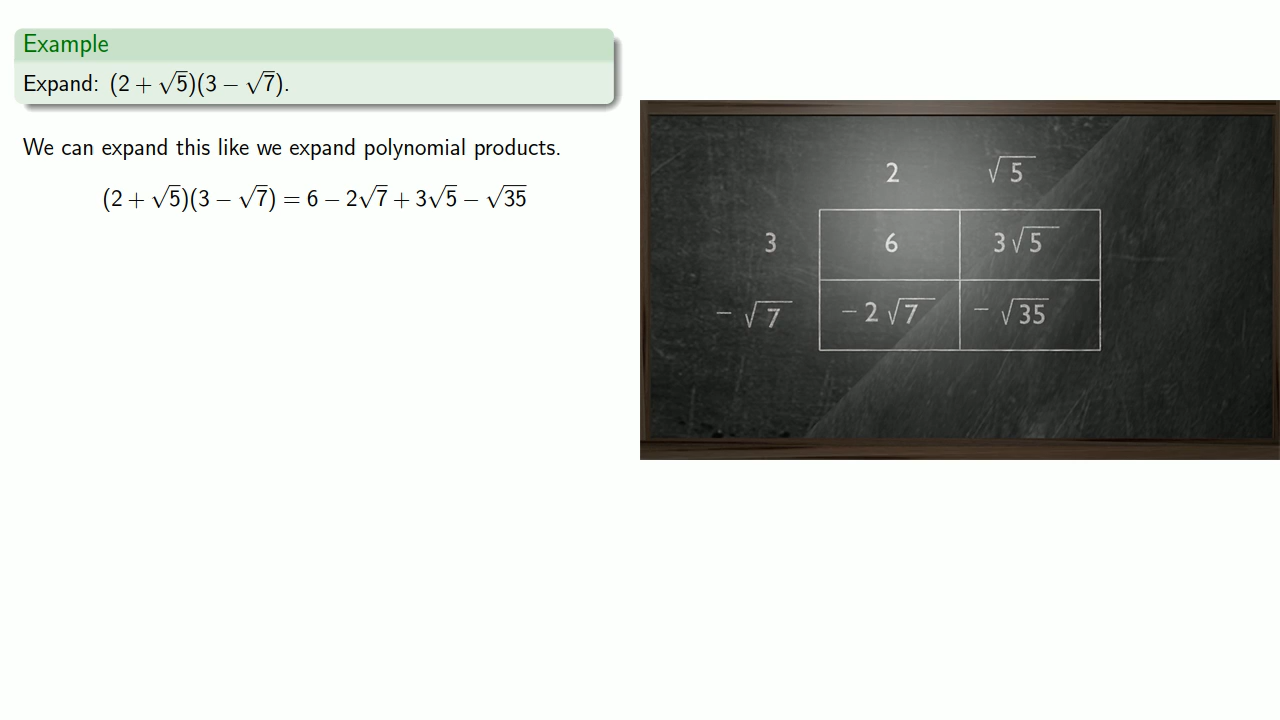 Example
Expand: (2 + √5)(3 − √7).
We can expand this like we expand polynomial products.
(2 + √5)(3 − √7) = 6 − 2√7 + 3√5 − √35
2 √5
3 6 3√5
−√7 −2√7 −√35